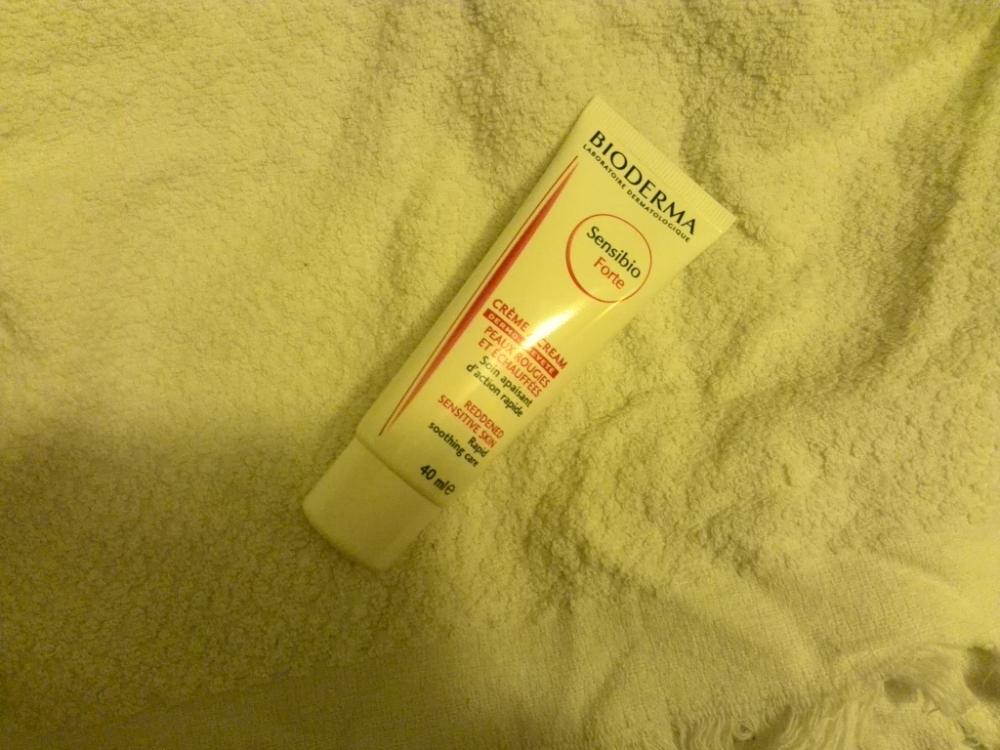 BIODERMA
LABORATOIRE DERMATOLOGIQUE
Sensibio
Forte
CRÈME CREAM
PEAUX ROUGIES
ET ÉCHAUFFÉES
Soin apaisant
d'action rapide
REDDENED
SENSITIVE SKIN
Rapid
soothing care
40 ml e